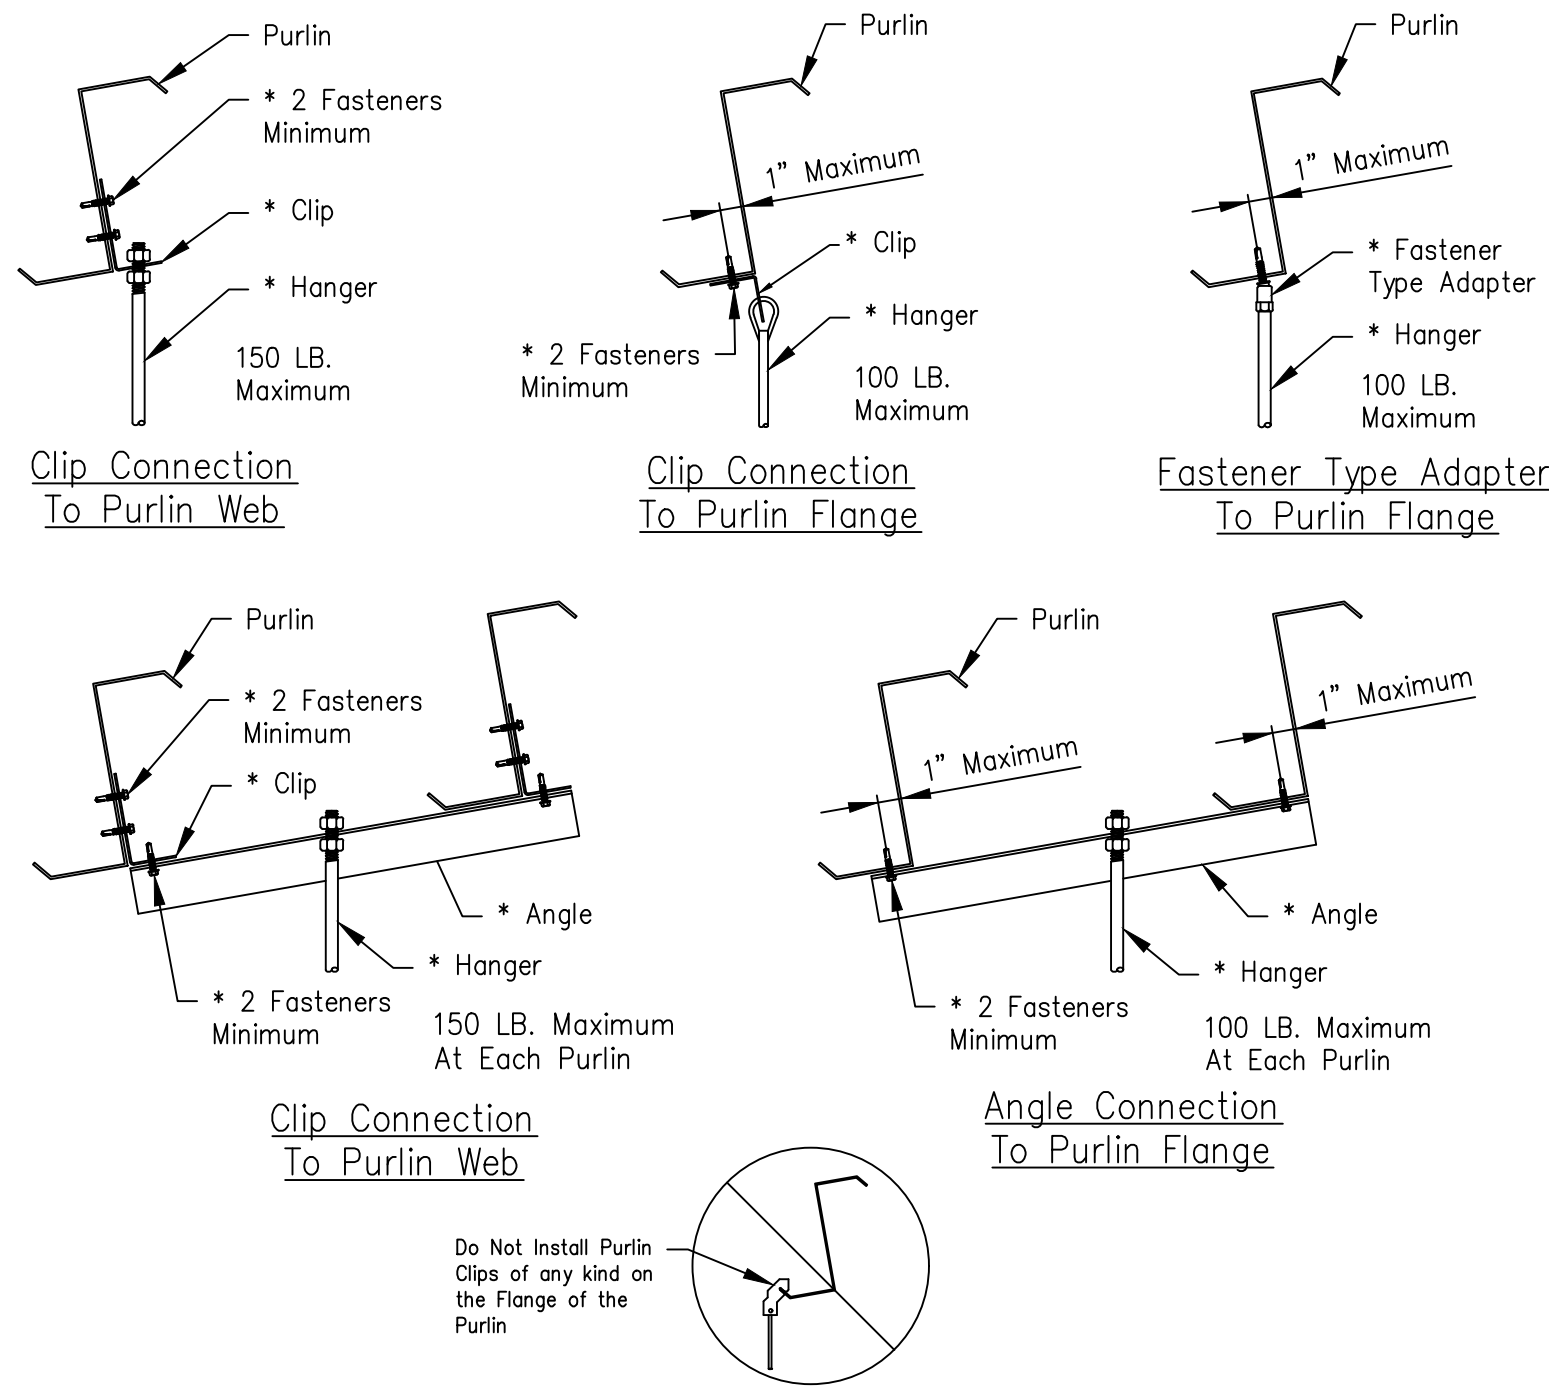 Purlin
* 2 Fasteners
Minimum
* Clip
* Hanger
150 LB.
Maximum
Clip Connection
To Purlin Web
Purlin
1” Maximum
* Clip
* Hanger
* 2 Fasteners
Minimum
100 LB.
Maximum
Clip Connection
To Purlin Flange
Purlin
1” Maximum
* Fastener
Type Adapter
* Hanger
100 LB.
Maximum
Fastener Type Adapter
To Purlin Flange
Purlin
* 2 Fasteners
Minimum
* Clip
* Angle
* Hanger
* 2 Fasteners
Minimum
150 LB. Maximum
At Each Purlin
Clip Connection
To Purlin Web
Purlin
1” Maximum
1” Maximum
* Angle
* Hanger
* 2 Fasteners
Minimum
100 LB. Maximum
At Each Purlin
Angle Connection
To Purlin Flange
Do Not Install Purlin
Clips of any kind on
the Flange of the
Purlin